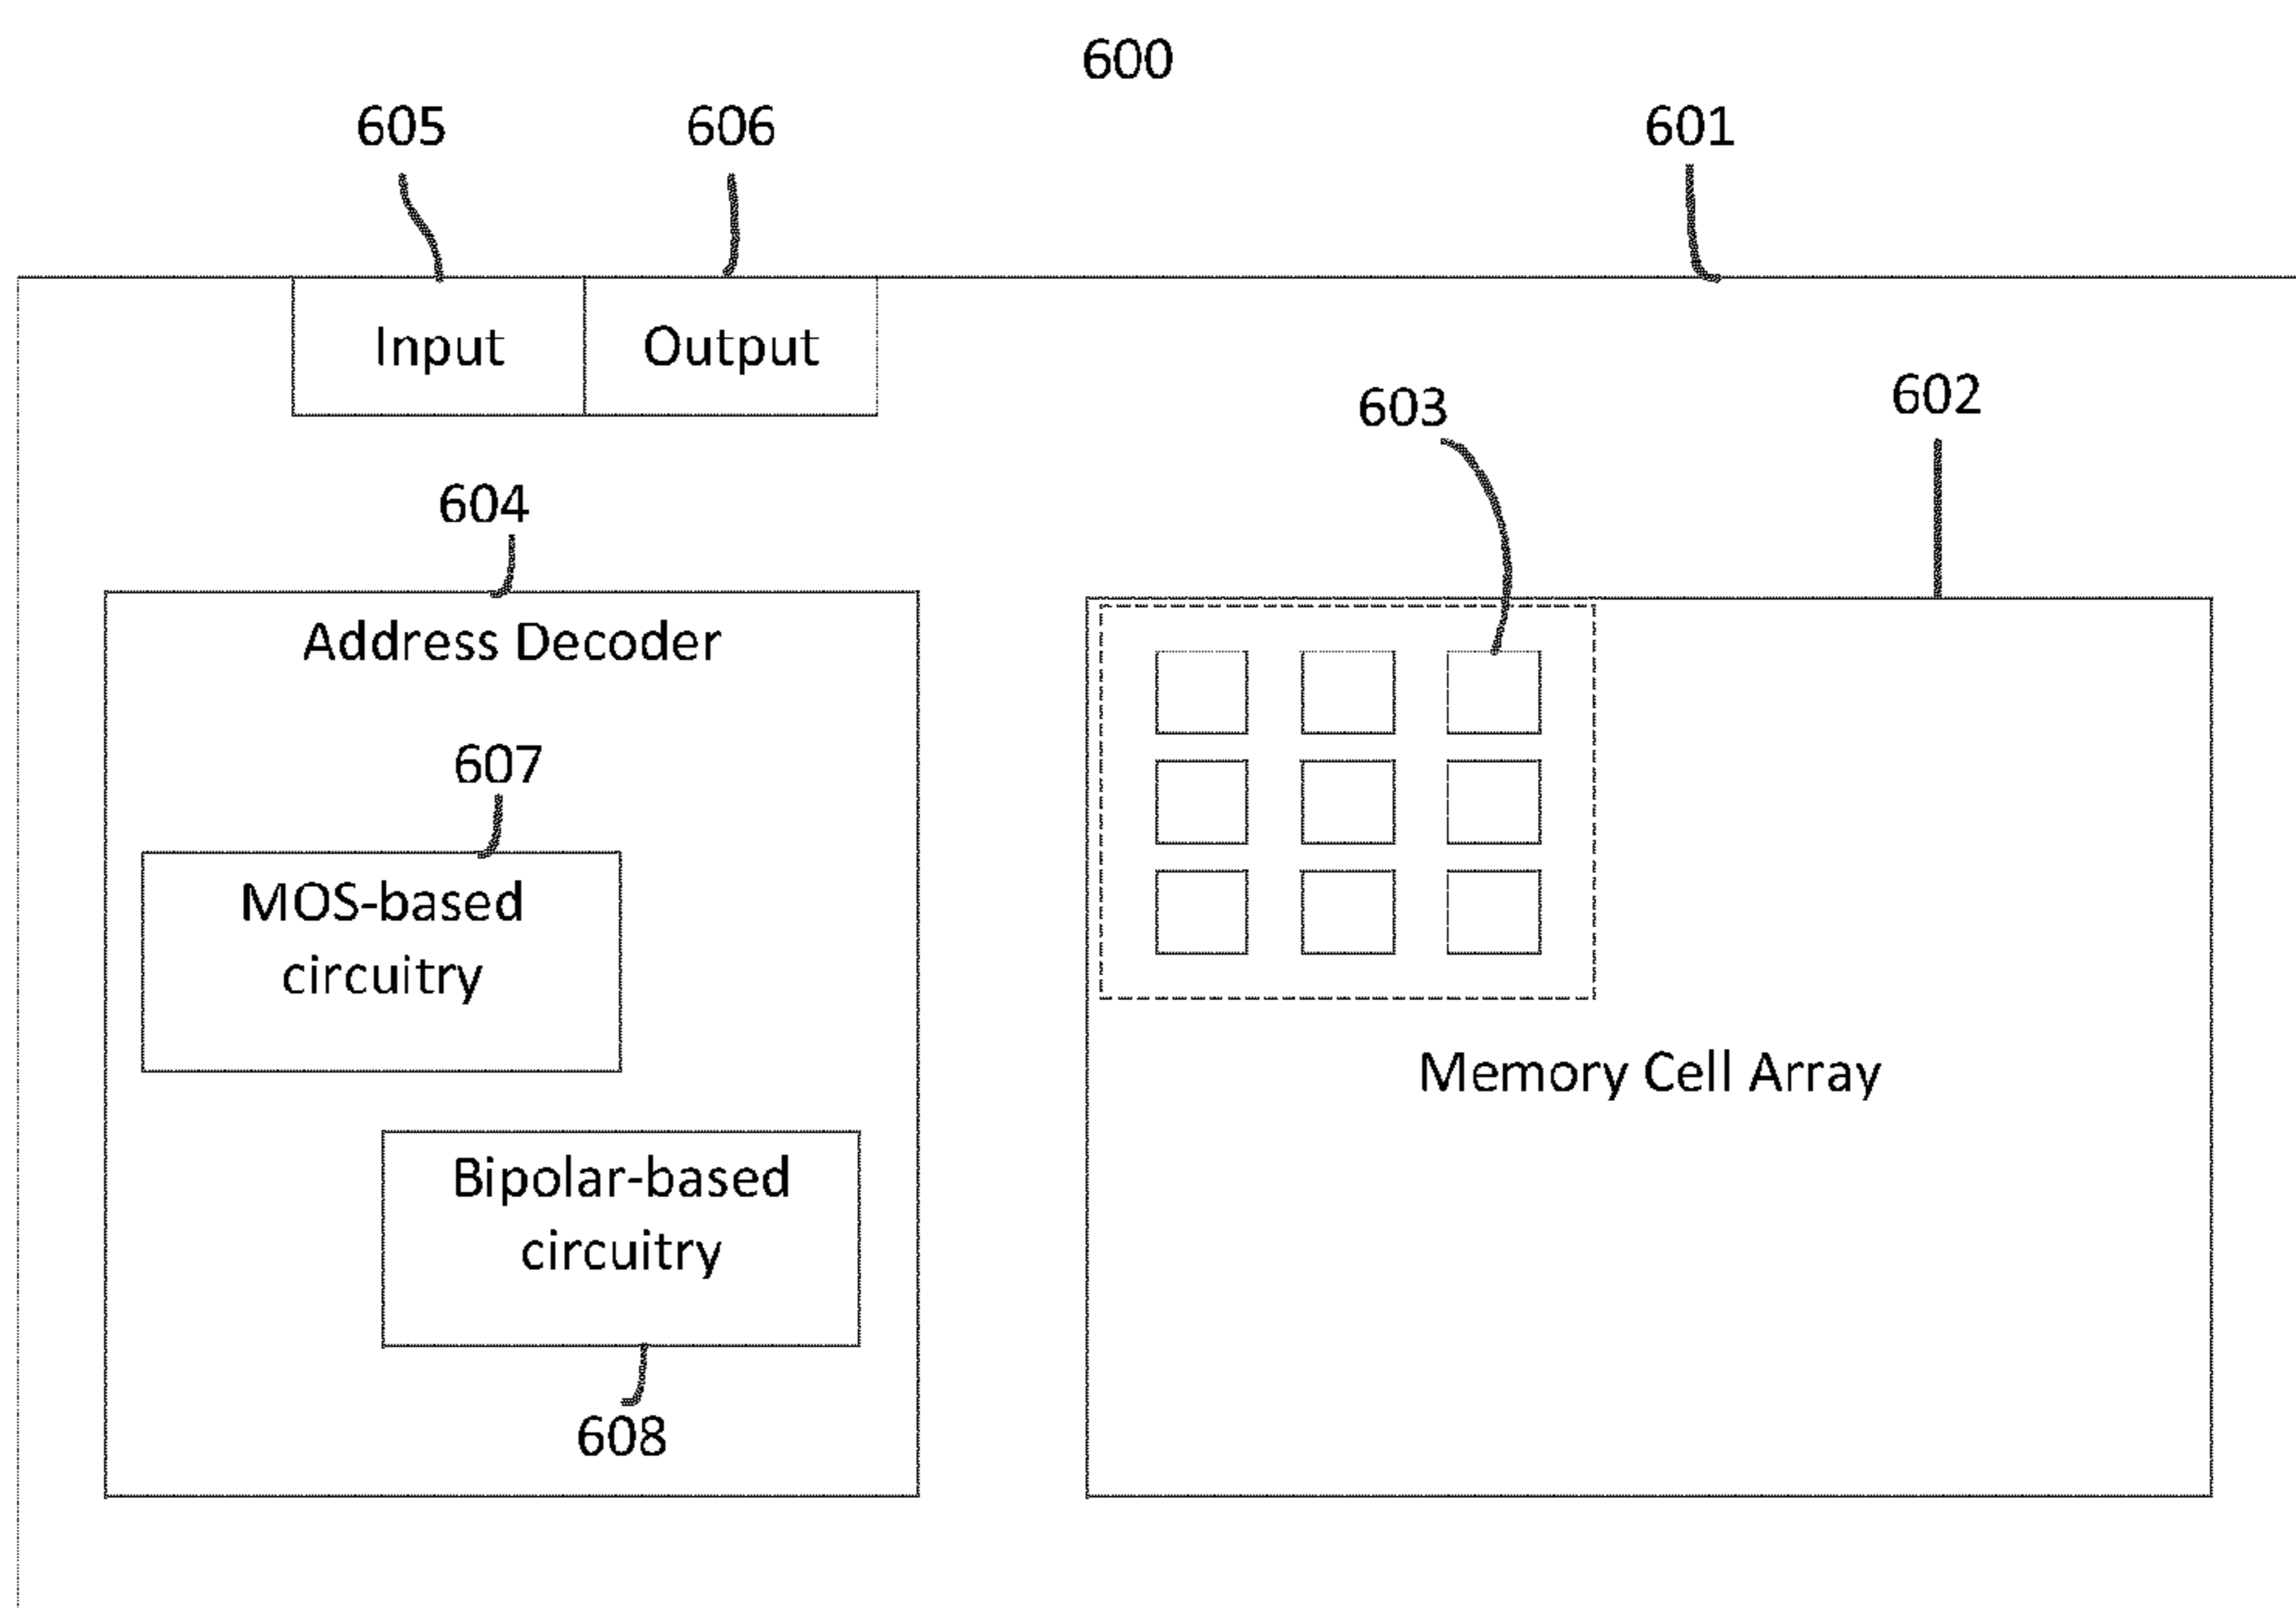 600
605
606
601
Input
Output
603
602
604
Address Decoder
607
MOS-based
circuitry
Memory Cell Array
Bipolar-based
circuitry
608